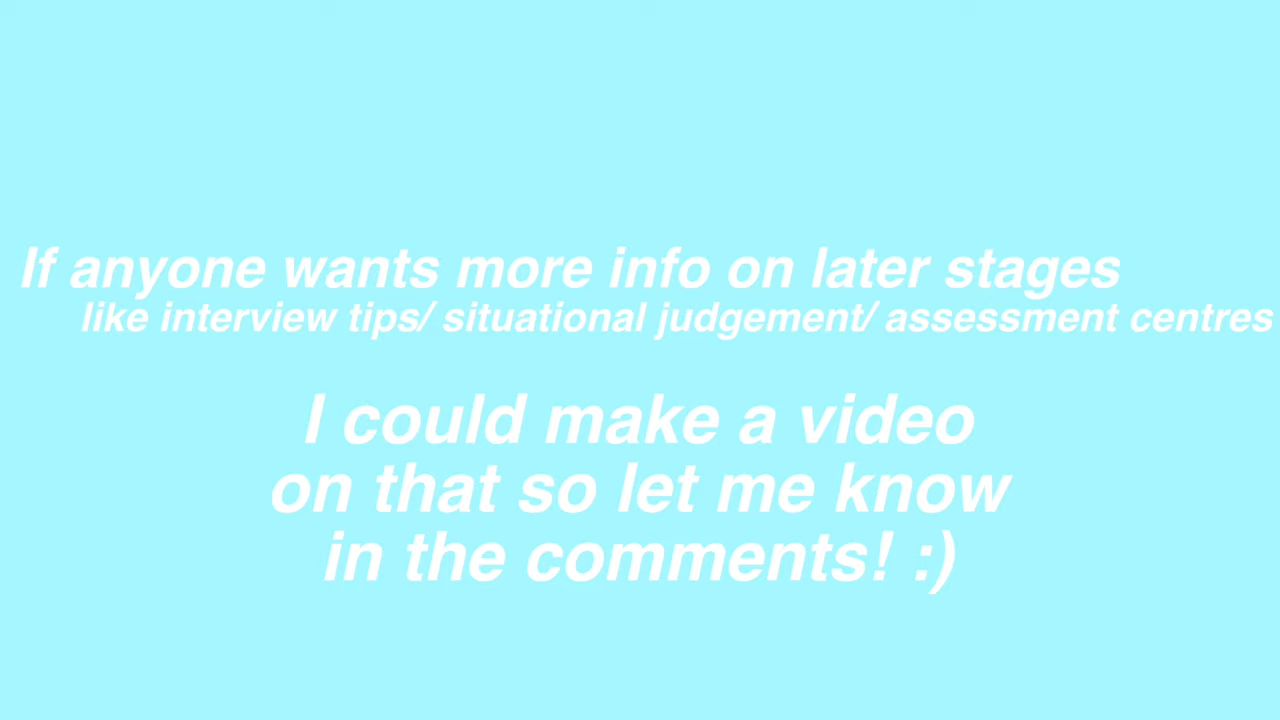 If anyone wants more info on later stages
like interview tips/ situational judgement/ assessment centres
I could make a video
on that so let me know
in the comments! :)